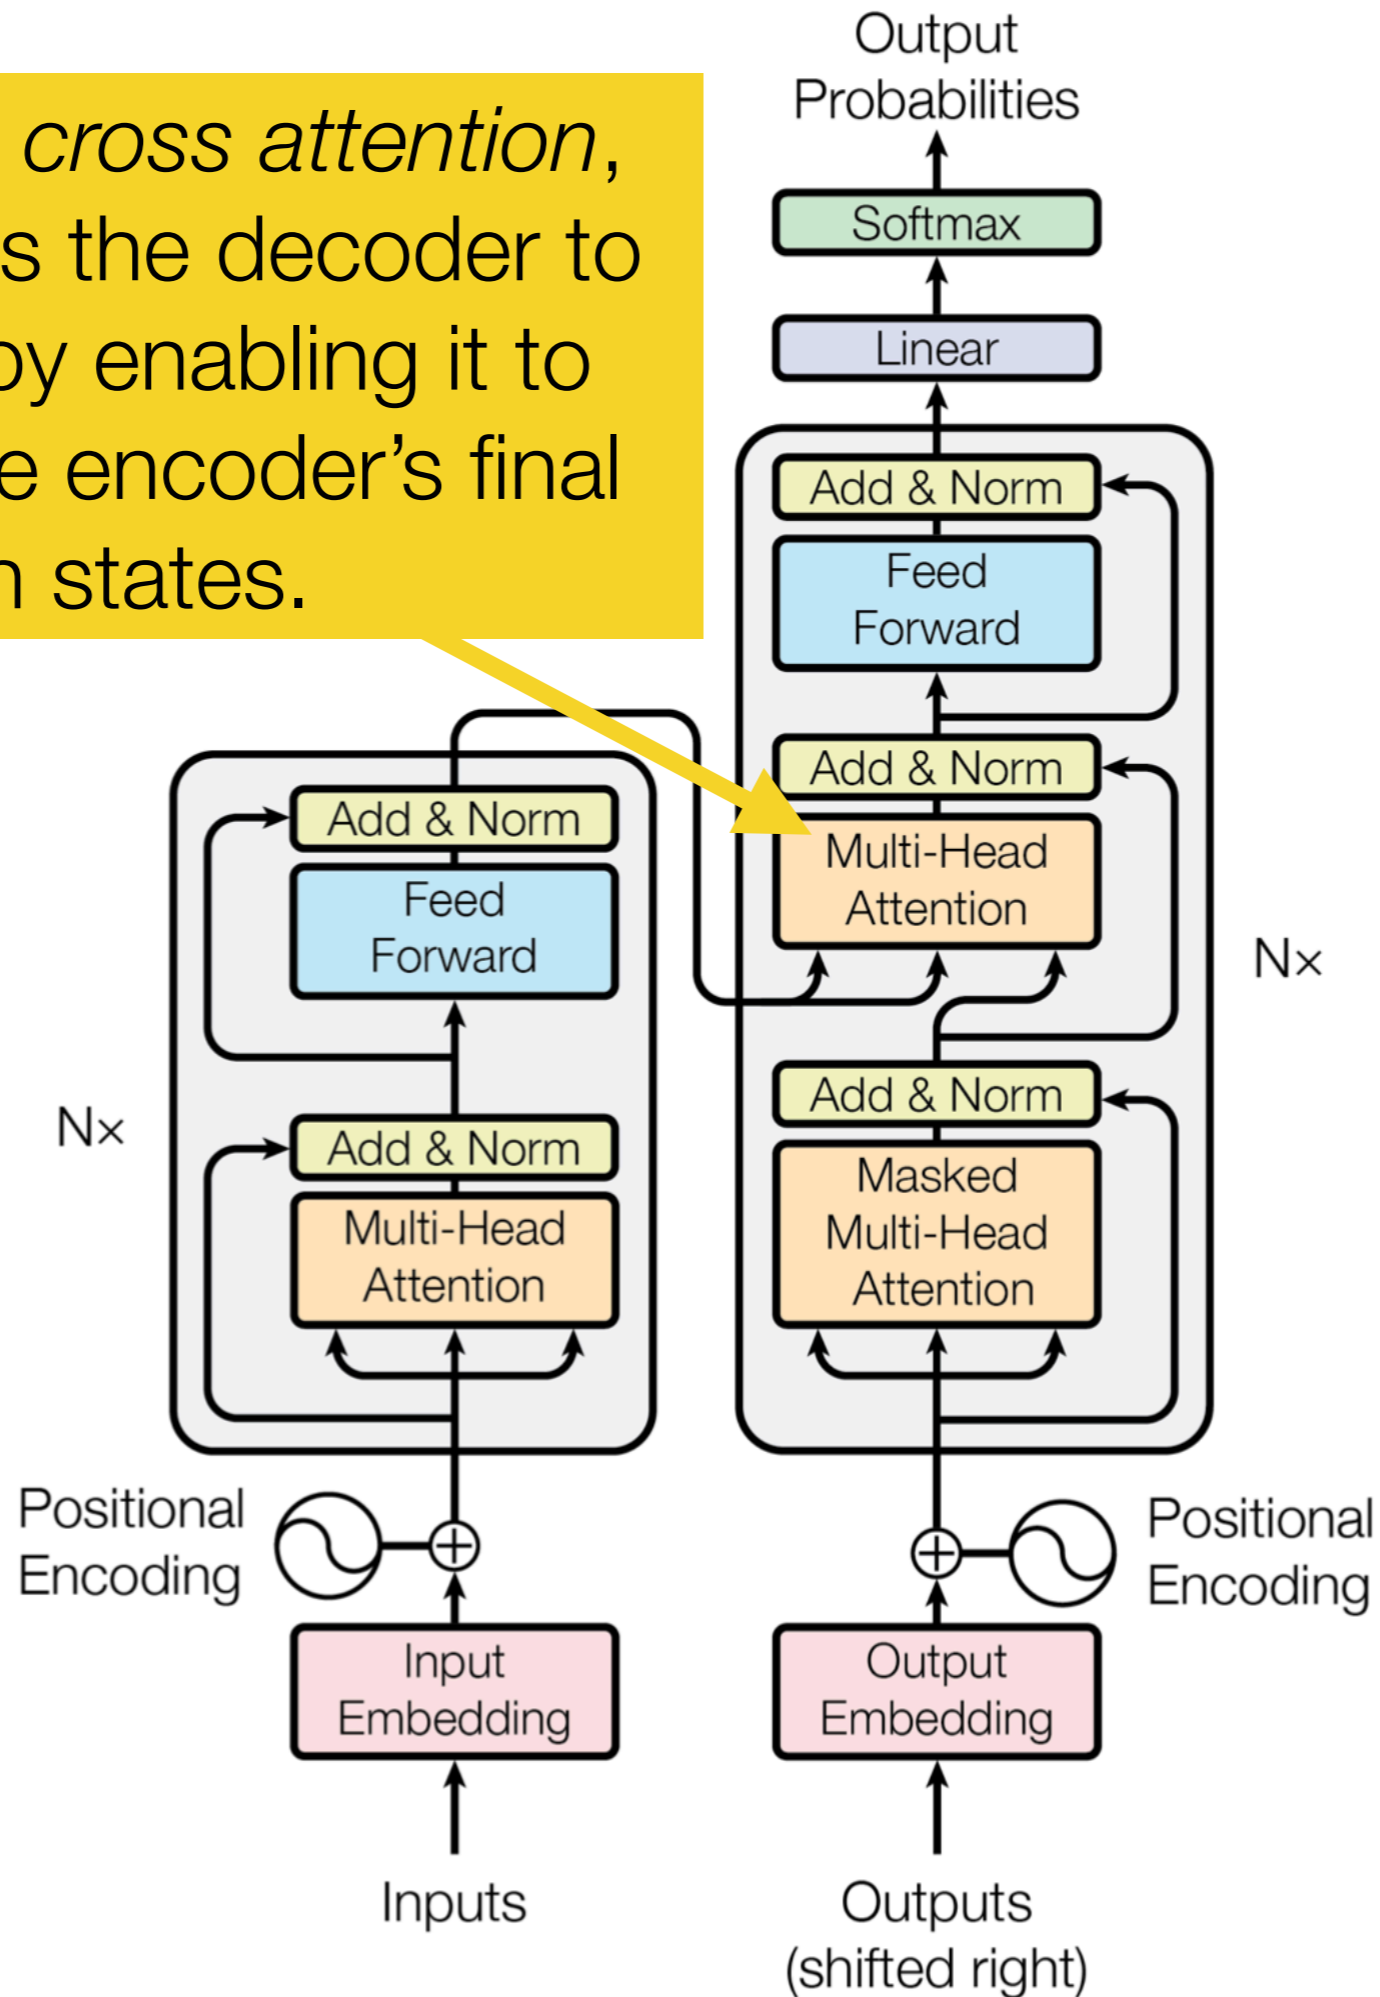 cross attention,
s the decoder to
by enabling it to
e encoder's final
n states.
Output
Probabilities
Softmax
Linear
Add & Norm
Feed
Forward
Add & Norm
Multi-Head
Attention
N×
Add & Norm
Masked
Multi-Head
Attention
Add & Norm
Feed
Forward
N×
Add & Norm
Multi-Head
Attention
Positional
Encoding
Positional
Encoding
Input
Embedding
Output
Embedding
Inputs
Outputs
(shifted right)